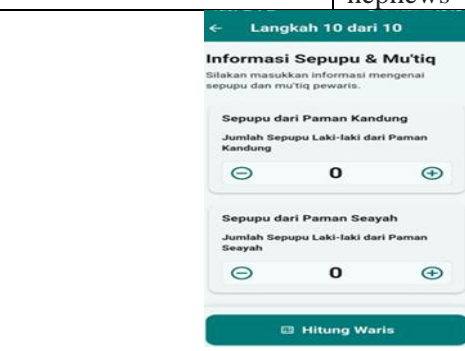 nephews
← Langkah 10 dari 10
Informasi Sepupu & Mu'tiq
Silakan masukkan informasi mengenai
sepupu dan mu'tiq pewaris.
Sepupu dari Paman Kandung
Jumlah Sepupu Laki-laki dari Paman
Kandung
0
Sepupu dari Paman Seayah
Jumlah Sepupu Laki-laki dari Paman
Seayah
0
Hitung Waris